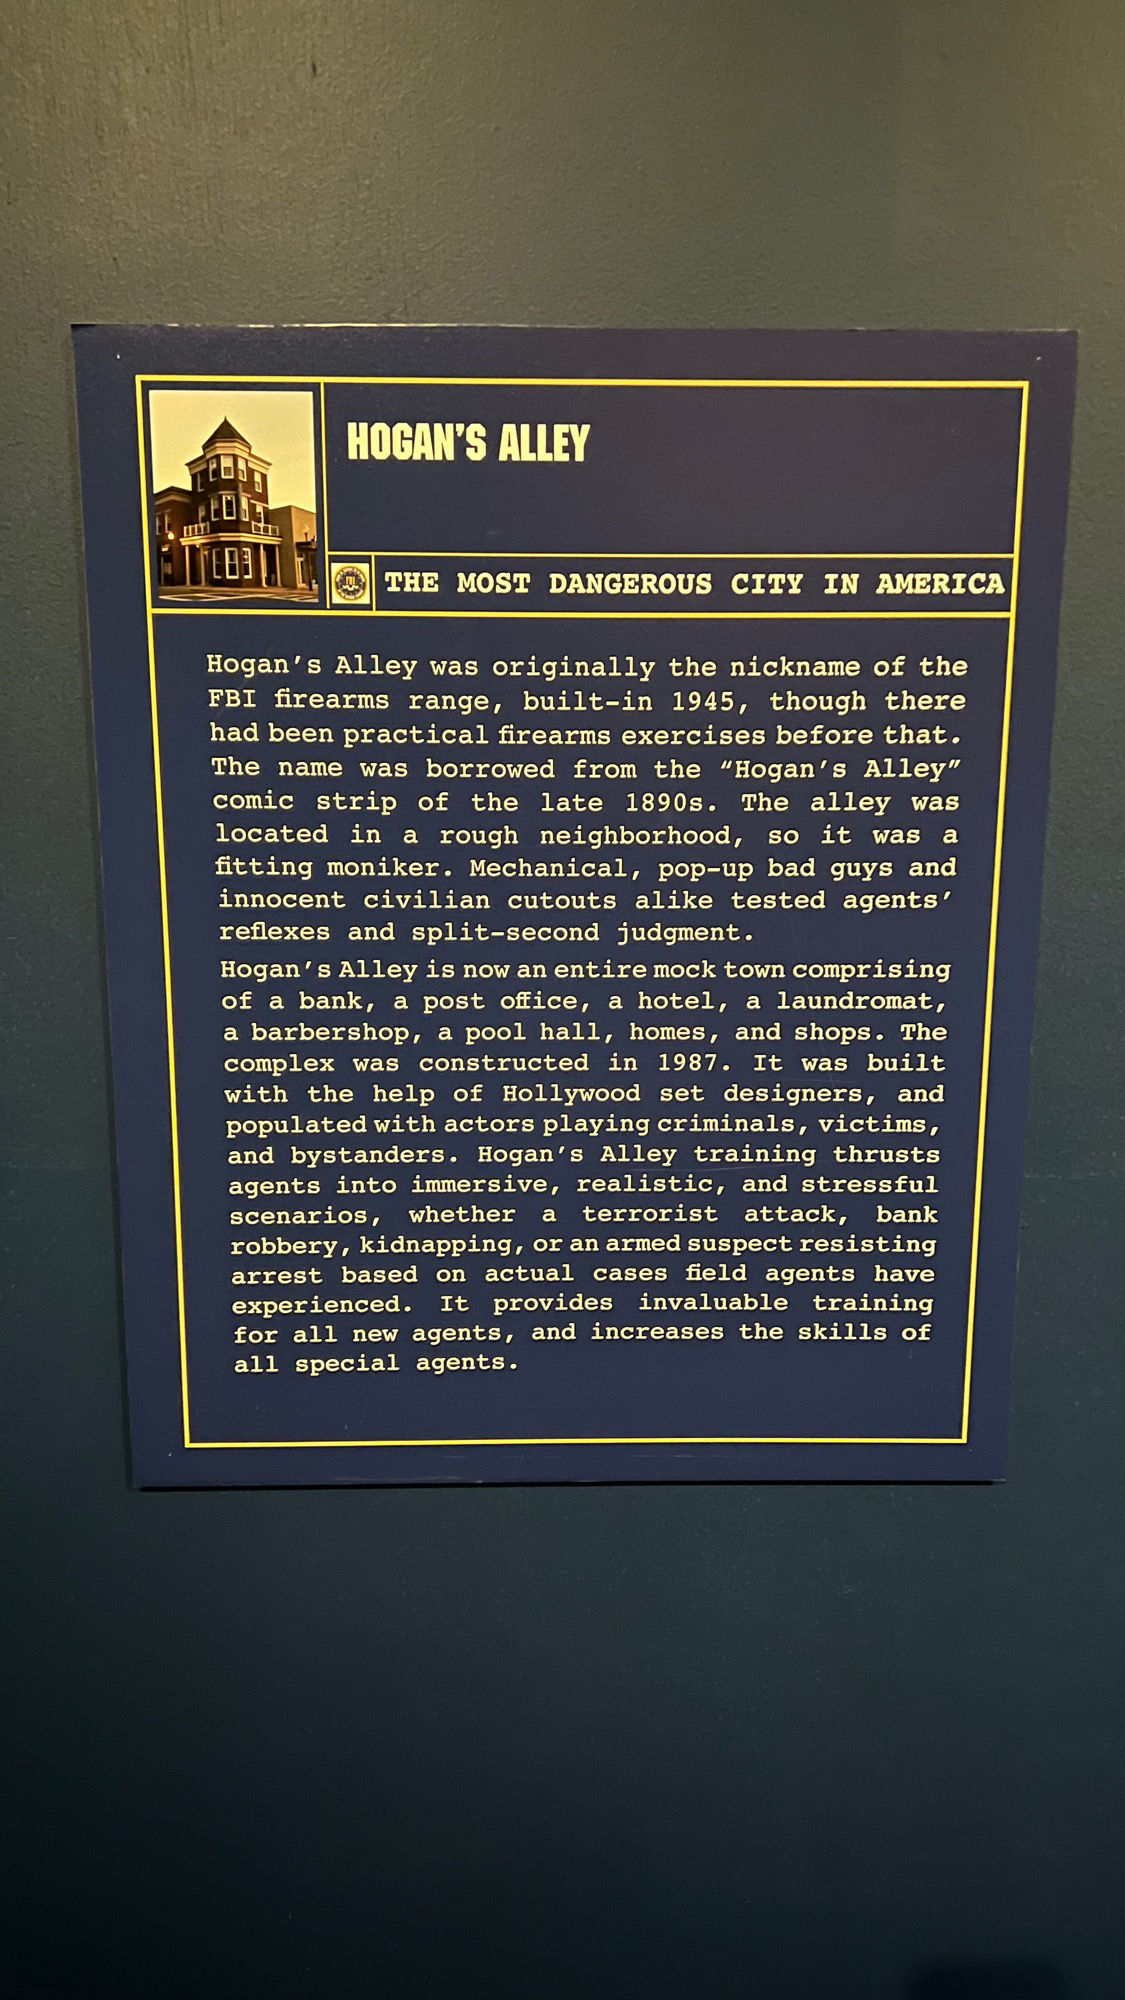 HOGAN'S ALLEY
THE MOST DANGEROUS CITY IN AMERICA
Hogan's Alley was originally the nickname of the
FBI firearms range, built-in 1945, though there
had been practical firearms exercises before that.
The name was borrowed from the “Hogan's Alley”
comic strip of the late 1890s. The alley was
located in a rough neighborhood, so it was a
fitting moniker. Mechanical, pop-up bad guys and
innocent civilian cutouts alike tested agents'
reflexes and split-second judgment.
Hogan's Alley is now an entire mock town comprising
of a bank, a post office, a hotel, a laundromat,
a barbershop, a pool hall, homes, and shops. The
complex was constructed in 1987. It was built
with the help of Hollywood set designers, and
populated with actors playing criminals, victims,
and bystanders. Hogan's Alley training thrusts
agents into immersive, realistic, and stressful
scenarios, whether a terrorist attack, bank
robbery, kidnapping, or an armed suspect resisting
arrest based on actual cases field agents have
experienced. It provides invaluable training
for all new agents, and increases the skills of
all special agents.